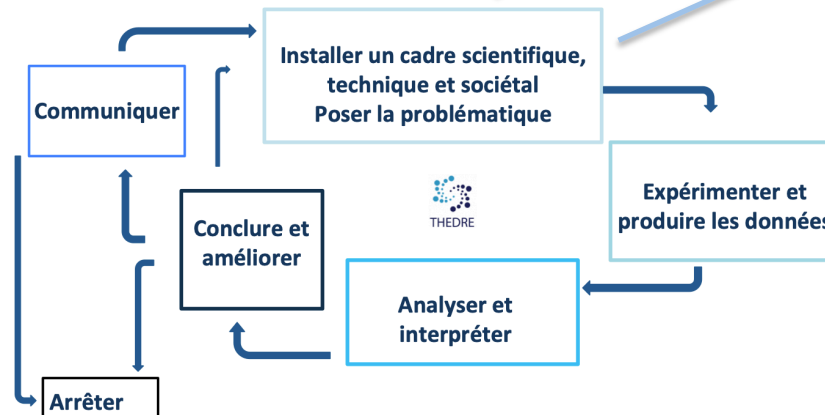 Installer un cadre scientifique,
technique et sociétal
Poser la problématique
Communiquer
Expérimenter et
produire les données
THEDRE
Conclure et
améliorer
Analyser et
interpréter
Arrêter